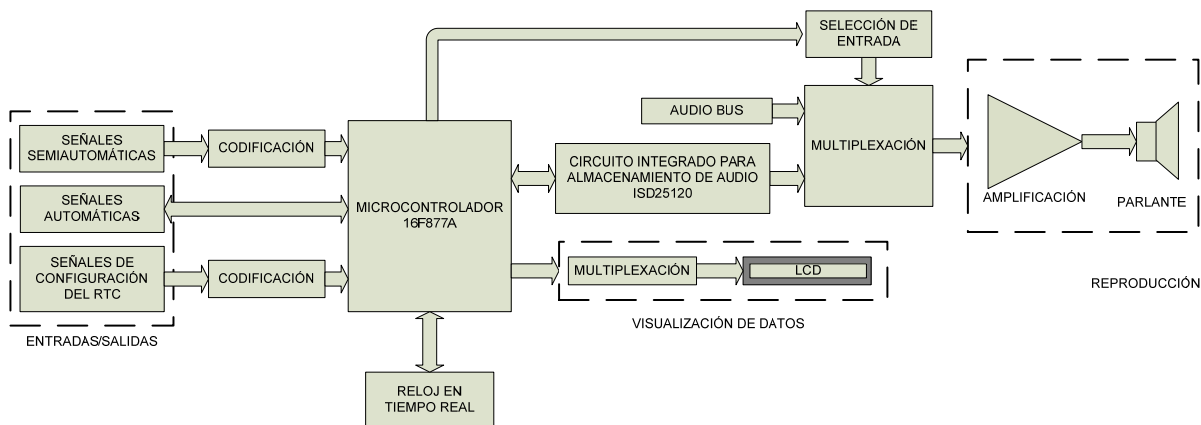 SELECCIÓN DE
ENTRADA
AUDIO BUS
MULTIPLEXACIÓN
SEÑALES
SEMIAUTOMÁTICAS
CODIFICACIÓN
CIRCUITO INTEGRADO PARA
ALMACENAMIENTO DE AUDIO
ISD25120
AMPLIFICACIÓN
PARLANTE
SEÑALES
AUTOMÁTICAS
MICROCONTROLADOR
16F877A
SEÑALES DE
CONFIGURACIÓN
DEL RTC
CODIFICACIÓN
MULTIPLEXACIÓN
LCD
REPRODUCCIÓN
VISUALIZACIÓN DE DATOS
ENTRADAS/SALIDAS
RELOJ EN
TIEMPO REAL